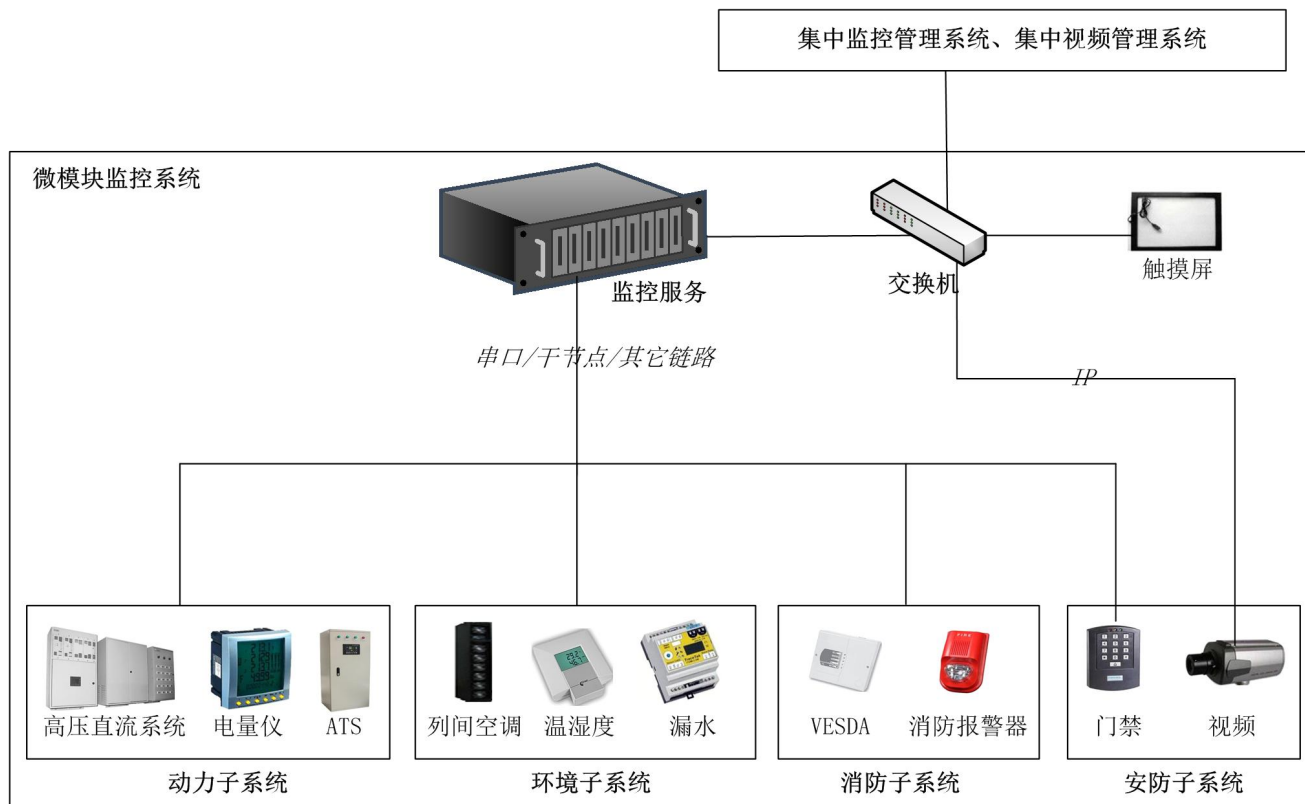 集中监控管理系统、集中视频管理系统
微模块监控系统
监控服务
交换机
触摸屏
串口/干节点/其它链路
IP
高压直流系统
电量仪
ATS
列间空调
温湿度
漏水
FIRE
VESDA
消防报警器
门禁
视频
动力子系统
环境子系统
消防子系统
安防子系统